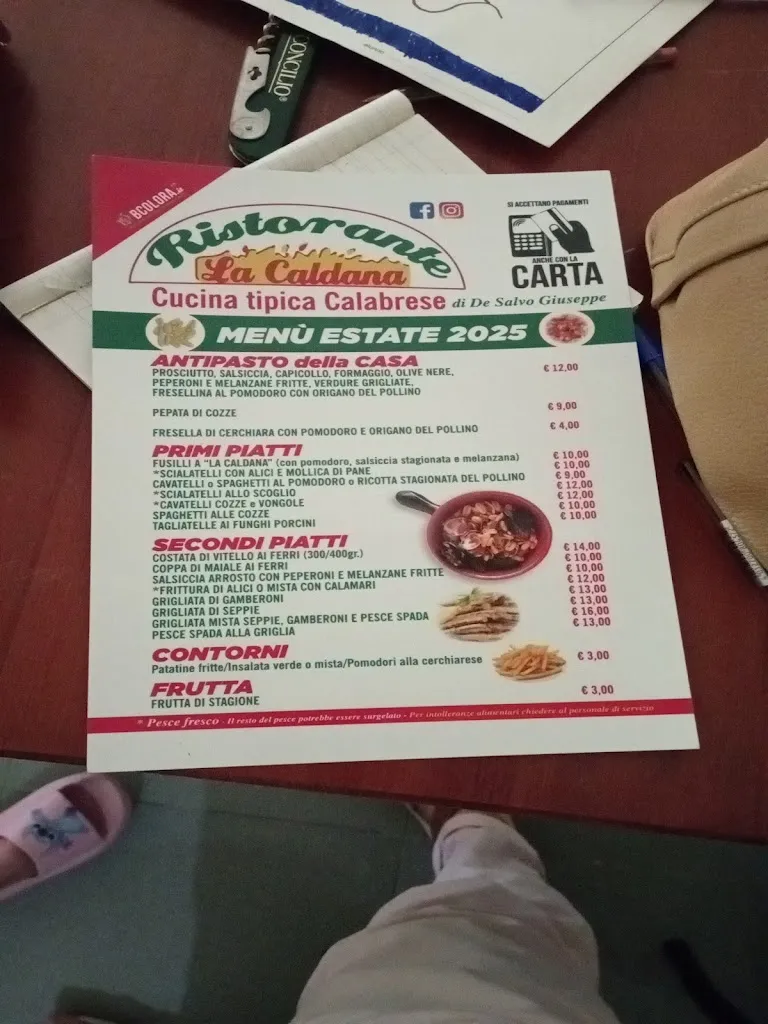 CONCILIO®
BCOLORA.it
Ristorante
La Caldana
Cucina tipica Calabrese di De Salvo Giuseppe
SI ACCETTANO PAGAMENTI
ANCHE CON LA
CARTA
MENÙ ESTATE 2025
ANTIPASTO della CASA
PROSCIUTTO, SALSICCIA, CAPICOLLO, FORMAGGIO, OLIVE NERE, € 12,00
PEPERONI E MELANZANE FRITTE, VERDURE GRIGLIATE,
FRESELLINA AL POMODORO CON ORIGANO DEL POLLINO
PEPATA DI COZZE € 9,00
FRESELLA DI CERCHIARA CON POMODORO E ORIGANO DEL POLLINO € 4,00
PRIMI PIATTI
FUSILLI A "LA CALDANA" (con pomodoro, salsiccia stagionata e melanzana) € 10,00
*SCIALATELLI CON ALICI E MOLLICA DI PANE € 10,00
CAVATELLI o SPAGHETTI AL POMODORO o RICOTTA STAGIONATA DEL POLLINO € 9,00
*SCIALATELLI ALLO SCOGLIO € 12,00
*CAVATELLI COZZE e VONGOLE € 12,00
SPAGHETTI ALLE COZZE € 10,00
TAGLIATELLE AI FUNGHI PORCINI € 10,00
SECONDI PIATTI
COSTATA DI VITELLO AI FERRI (300/400gr.) € 14,00
COPPA DI MAIALE AI FERRI € 10,00
SALSICCIA ARROSTO CON PEPERONI E MELANZANE FRITTE € 10,00
*FRITTURA DI ALICI O MISTA CON CALAMARI € 12,00
GRIGLIATA DI GAMBERONI € 13,00
GRIGLIATA DI SEPPIE € 13,00
GRIGLIATA MISTA SEPPIE, GAMBERONI E PESCE SPADA € 16,00
PESCE SPADA ALLA GRIGLIA € 13,00
CONTORNI
Patatine fritte/Insalata verde o mista/Pomodori alla cerchiarese € 3,00
FRUTTA
FRUTTA DI STAGIONE € 3,00
* Pesce fresco - Il resto del pesce potrebbe essere surgelato - Per intolleranze alimentari chiedere al personale di servizio